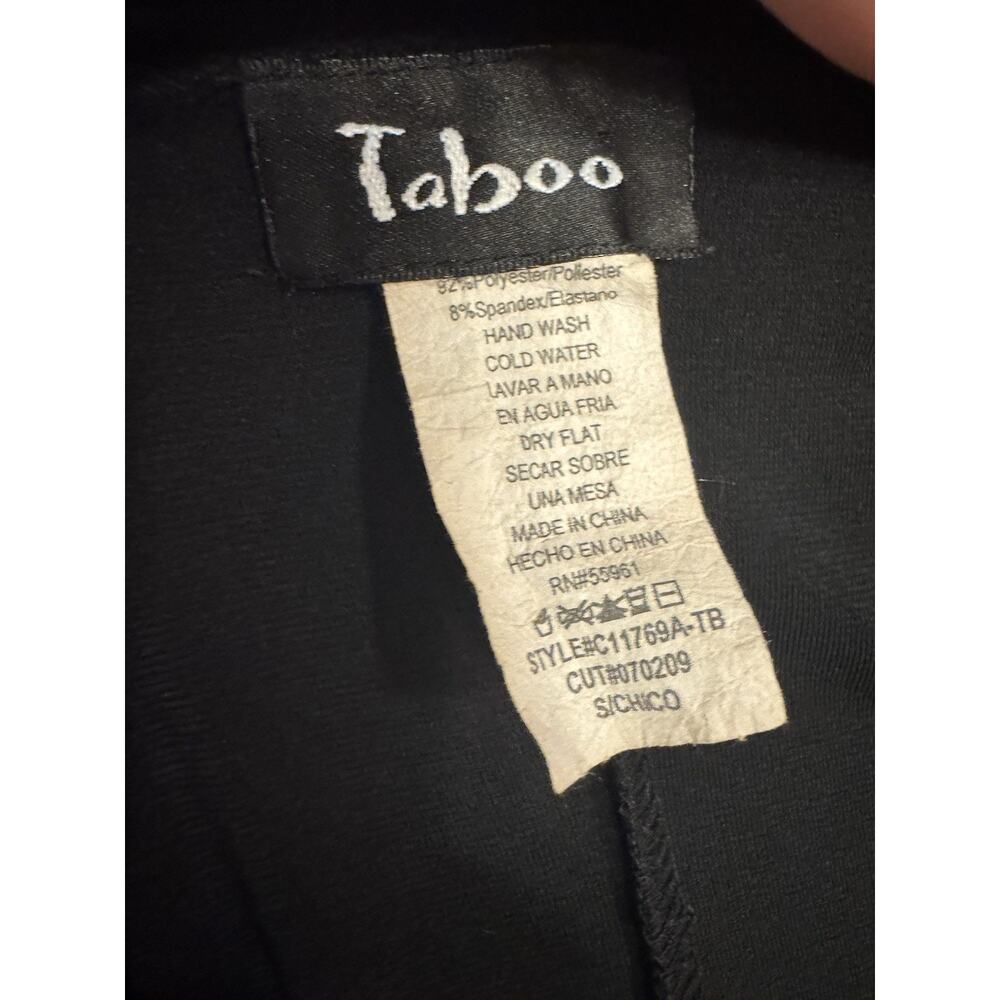 Taboo
92%Polyester/Poliester
8%Spandex/Elastano
HAND WASH
COLD WATER
LAVAR A MANO
EN AGUA FRIA
DRY FLAT
SECAR SOBRE
UNA MESA
MADE IN CHINA
HECHO EN CHINA
RN#55961
STYLE#C11769A-TB
CUT#070209
S/CHICO